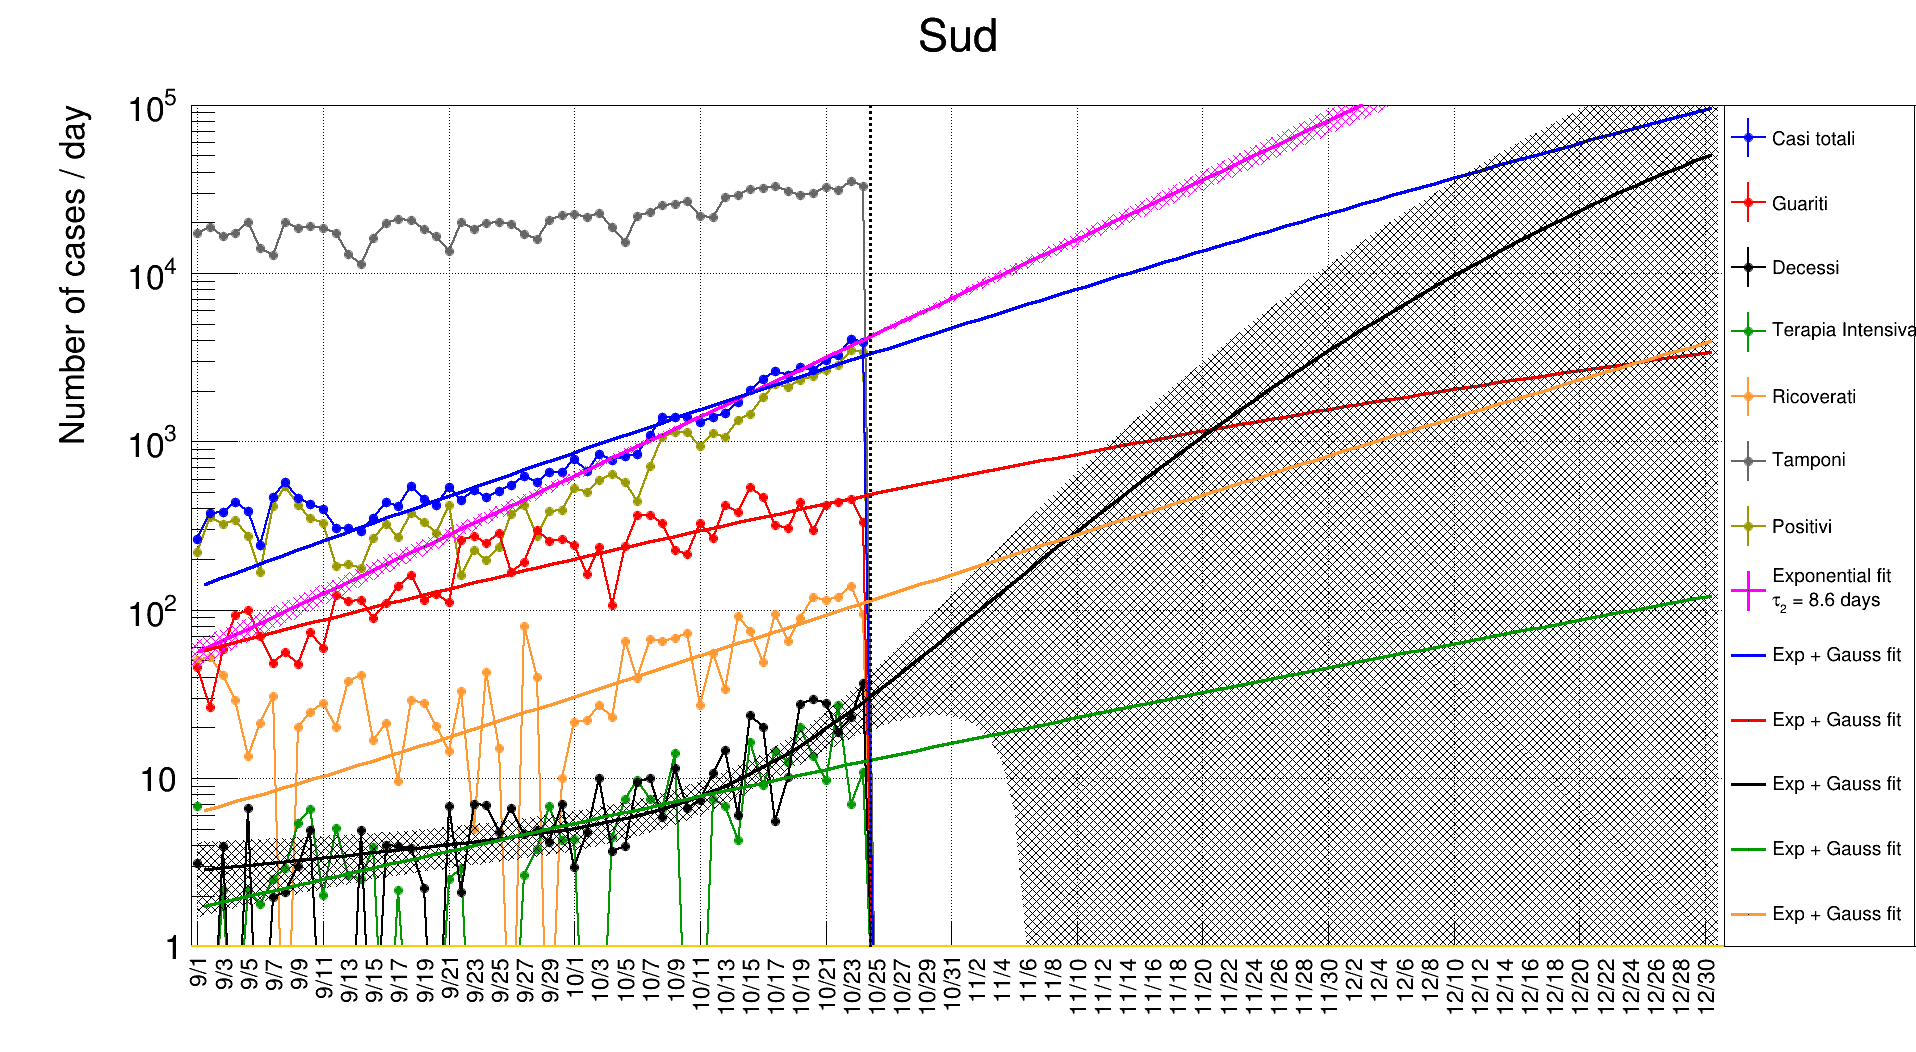 Sud
Number of cases / day
10^5
10^4
10^3
10^2
10
1
9/1 9/3 9/5 9/7 9/9 9/11 9/13 9/15 9/17 9/19 9/21 9/23 9/25 9/27 9/29 10/1 10/3 10/5 10/7 10/9 10/11 10/13 10/15 10/17 10/19 10/21 10/23 10/25 10/27 10/29 10/31 11/2 11/4 11/6 11/8 11/10 11/12 11/14 11/16 11/18 11/20 11/22 11/24 11/26 11/28 11/30 12/2 12/4 12/6 12/8 12/10 12/12 12/14 12/16 12/18 12/20 12/22 12/24 12/26 12/28 12/30
Casi totali
Guariti
Decessi
Terapia Intensiva
Ricoverati
Tamponi
Positivi
Exponential fit
τ₂ = 8.6 days
Exp + Gauss fit
Exp + Gauss fit
Exp + Gauss fit
Exp + Gauss fit
Exp + Gauss fit